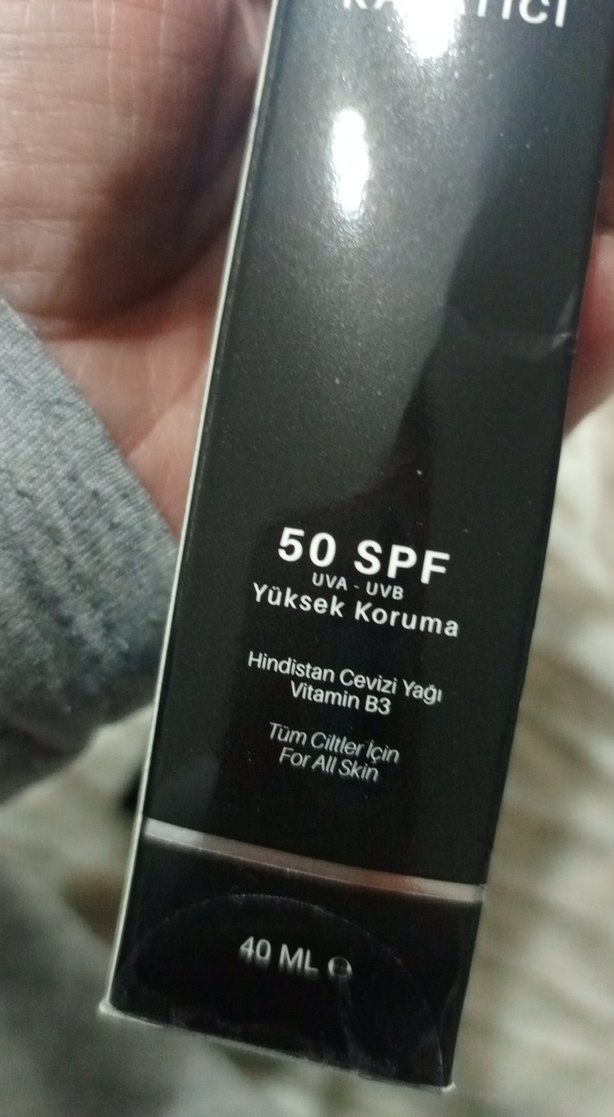 50 SPF
UVA - UVB
Yüksek Koruma
Hindistan Cevizi Yağı
Vitamin B3
Tüm Ciltler İçin
For All Skin
40 ML ℮